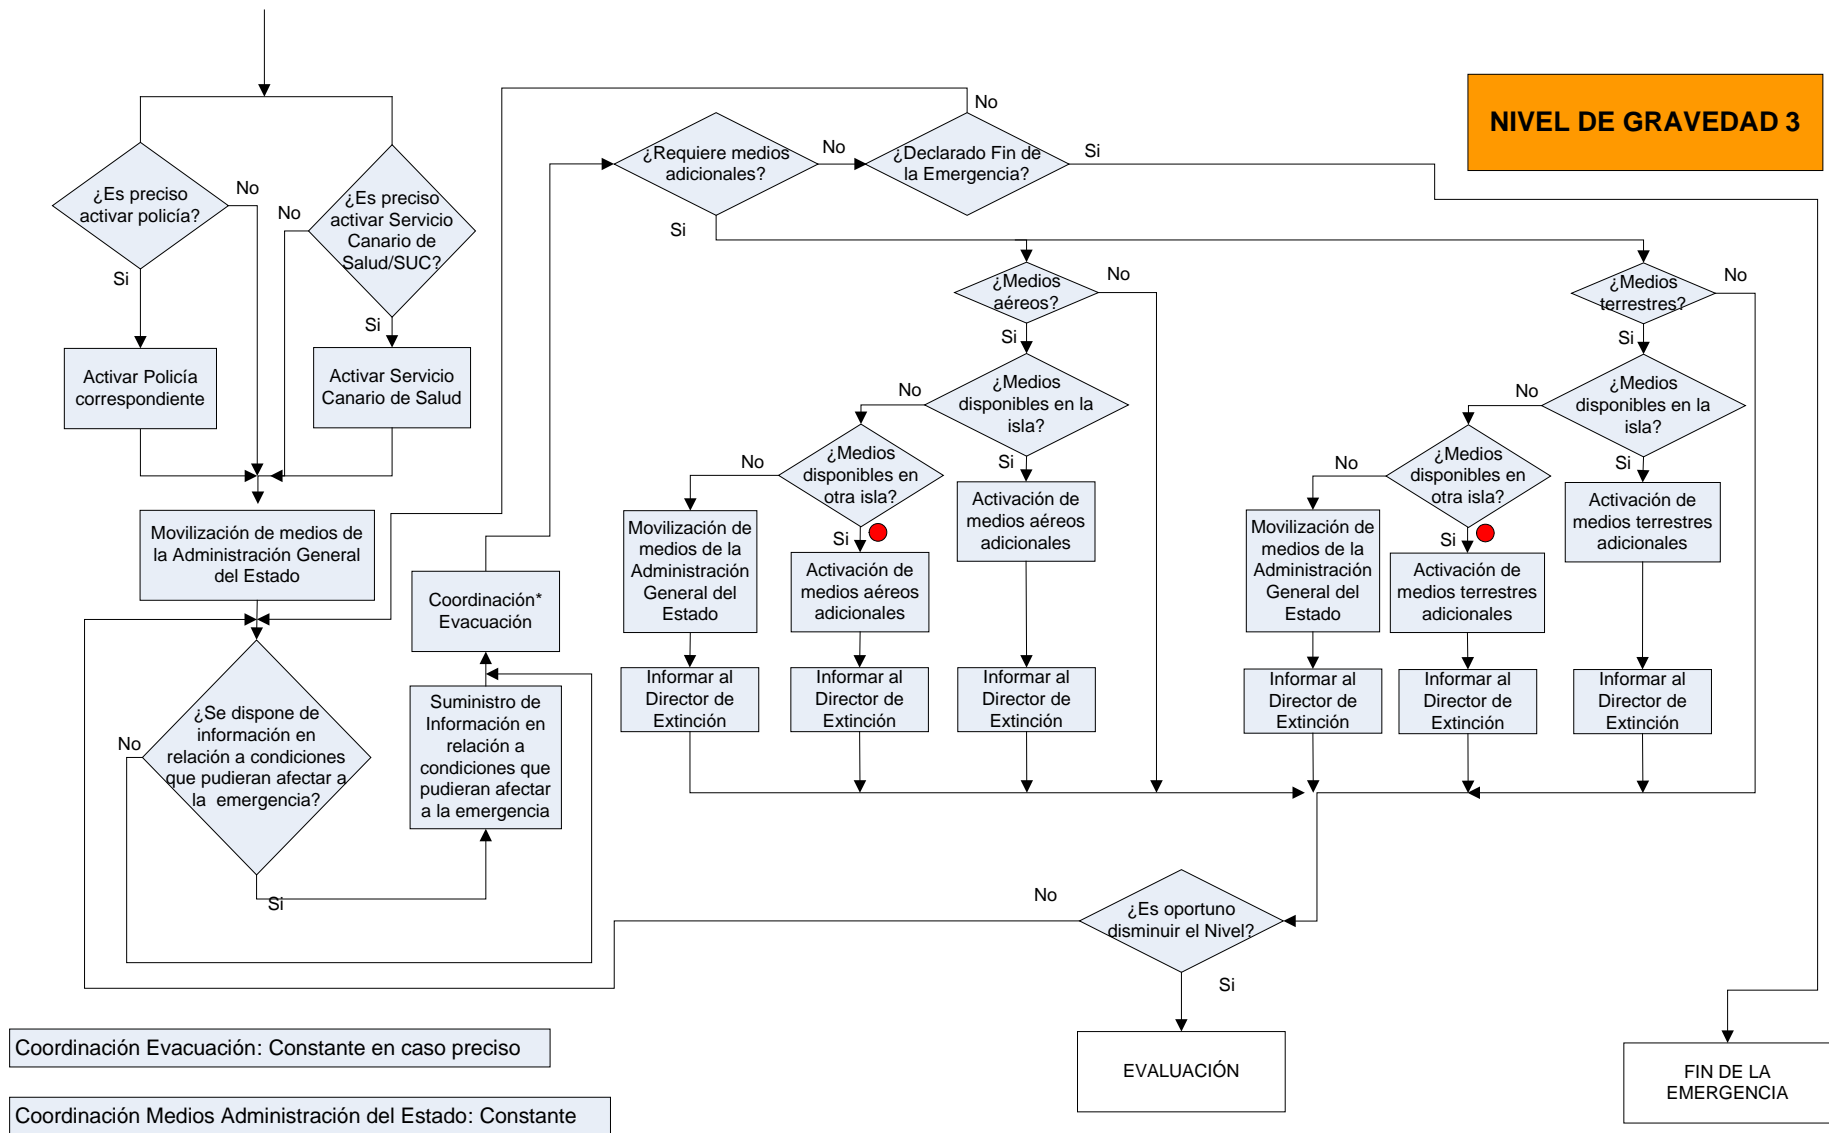 NIVEL DE GRAVEDAD 3
¿Es preciso
activar policía?
No
Si
Activar Policía
correspondiente
¿Es preciso
activar Servicio
Canario de
Salud/SUC?
No
Si
Activar Servicio
Canario de Salud
Movilización de medios de
la Administración General
del Estado
¿Se dispone de
información en
relación a condiciones
que pudieran afectar a
la  emergencia?
No
Si
Suministro de
Información en
relación a
condiciones que
pudieran afectar
a la emergencia
Coordinación*
Evacuación
¿Requiere medios
adicionales?
No
Si
¿Declarado Fin de
la Emergencia?
No
Si
¿Medios
aéreos?
No
Si
¿Medios
disponibles en la
isla?
No
Si
¿Medios
disponibles en
otra isla?
No
Si
Movilización de
medios de la
Administración
General del
Estado
Activación de
medios aéreos
adicionales
Activación de
medios aéreos
adicionales
Informar al
Director de
Extinción
Informar al
Director de
Extinción
Informar al
Director de
Extinción
¿Medios
terrestres?
No
Si
¿Medios
disponibles en la
isla?
No
Si
¿Medios
disponibles en
otra isla?
No
Si
Movilización de
medios de la
Administración
General del
Estado
Activación de
medios terrestres
adicionales
Activación de
medios terrestres
adicionales
Informar al
Director de
Extinción
Informar al
Director de
Extinción
Informar al
Director de
Extinción
¿Es oportuno
disminuir el Nivel?
No
Si
EVALUACIÓN
FIN DE LA
EMERGENCIA
Coordinación Evacuación: Constante en caso preciso
Coordinación Medios Administración del Estado: Constante